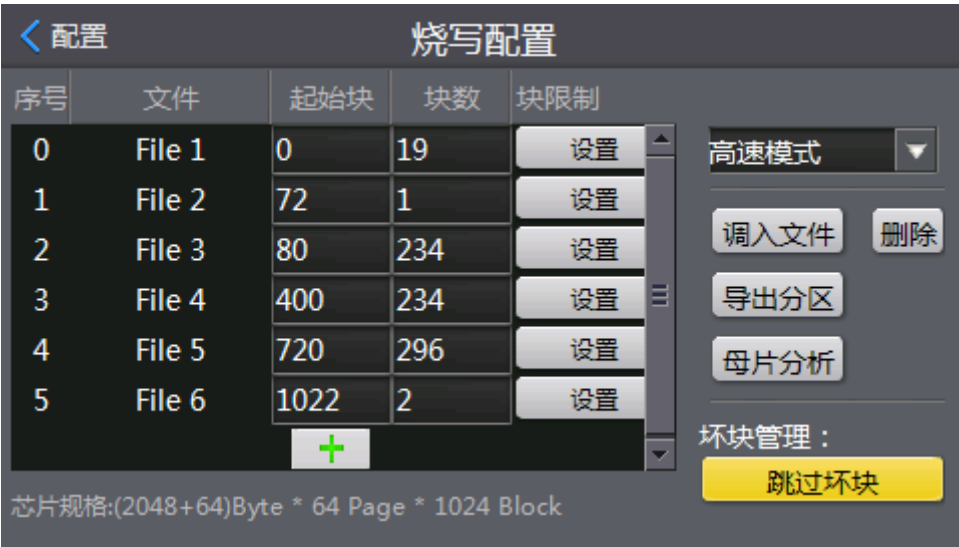 配置
烧写配置
序号 文件 起始块 块数 块限制
0 File 1 0 19 设置
1 File 2 72 1 设置
2 File 3 80 234 设置
3 File 4 400 234 设置
4 File 5 720 296 设置
5 File 6 1022 2 设置
芯片规格:(2048+64)Byte * 64 Page * 1024 Block
高速模式
调入文件 删除
导出分区
母片分析
坏块管理：
跳过坏块